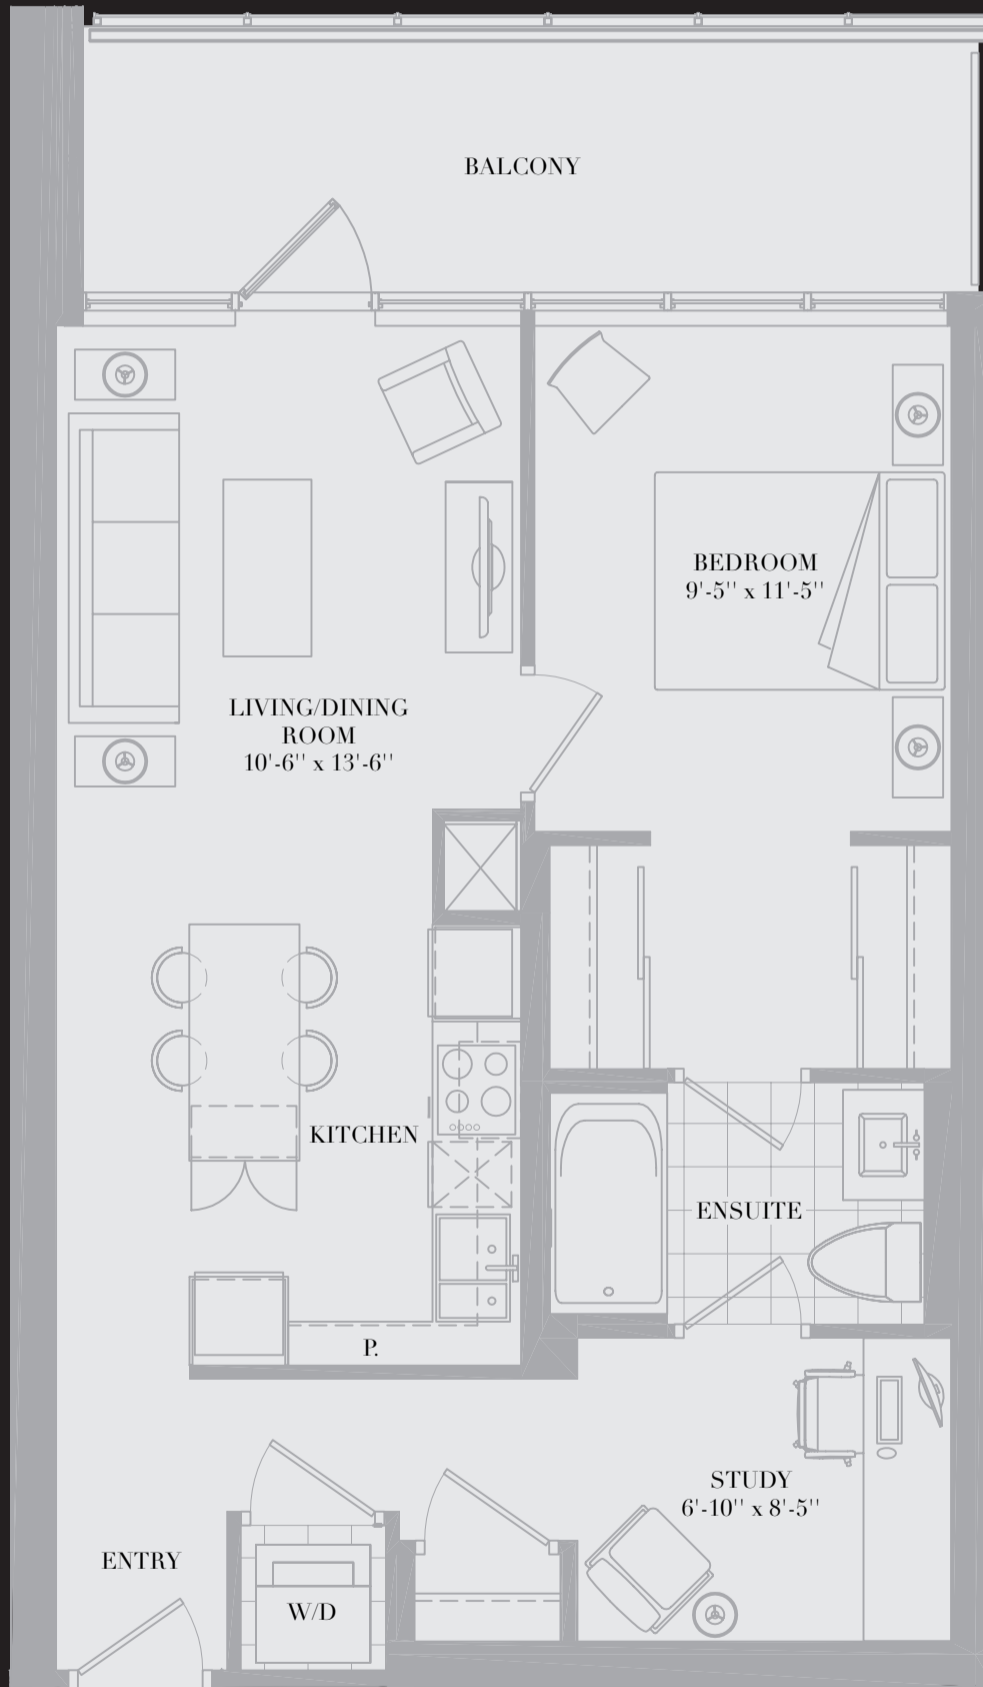 BALCONY
BEDROOM
9'-5'' x 11'-5''
LIVING/DINING
ROOM
10'-6'' x 13'-6''
KITCHEN
ENSUITE
P.
STUDY
6'-10'' x 8'-5''
ENTRY
W/D